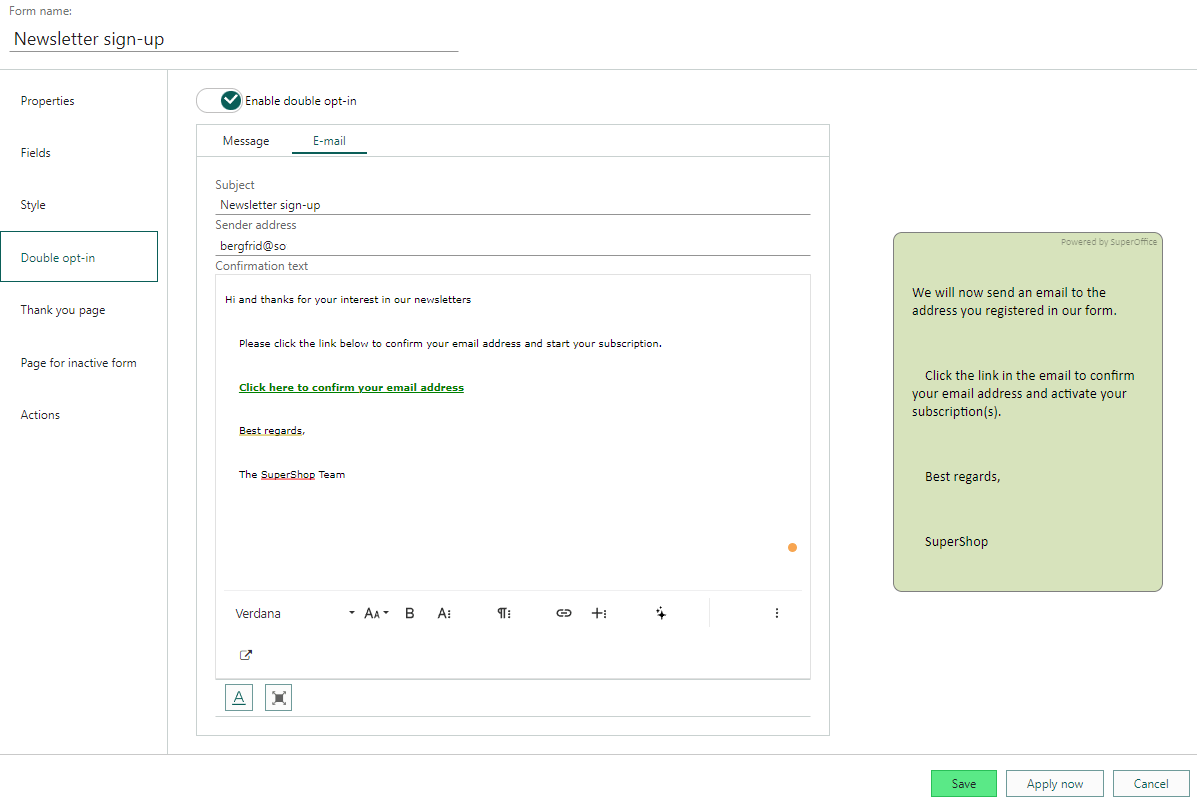 Form name:
Newsletter sign-up
Properties
Fields
Style
Double opt-in
Thank you page
Page for inactive form
Actions
Enable double opt-in
Message
E-mail
Subject
Newsletter sign-up
Sender address
bergfrid@so
Confirmation text
Hi and thanks for your interest in our newsletters
Please click the link below to confirm your email address and start your subscription.
Click here to confirm your email address
Best regards,
The SuperShop Team
Verdana
AA
B
A
A
Powered by SuperOffice
We will now send an email to the
address you registered in our form.
Click the link in the email to confirm
your email address and activate your
subscription(s).
Best regards,
SuperShop
Save
Apply now
Cancel